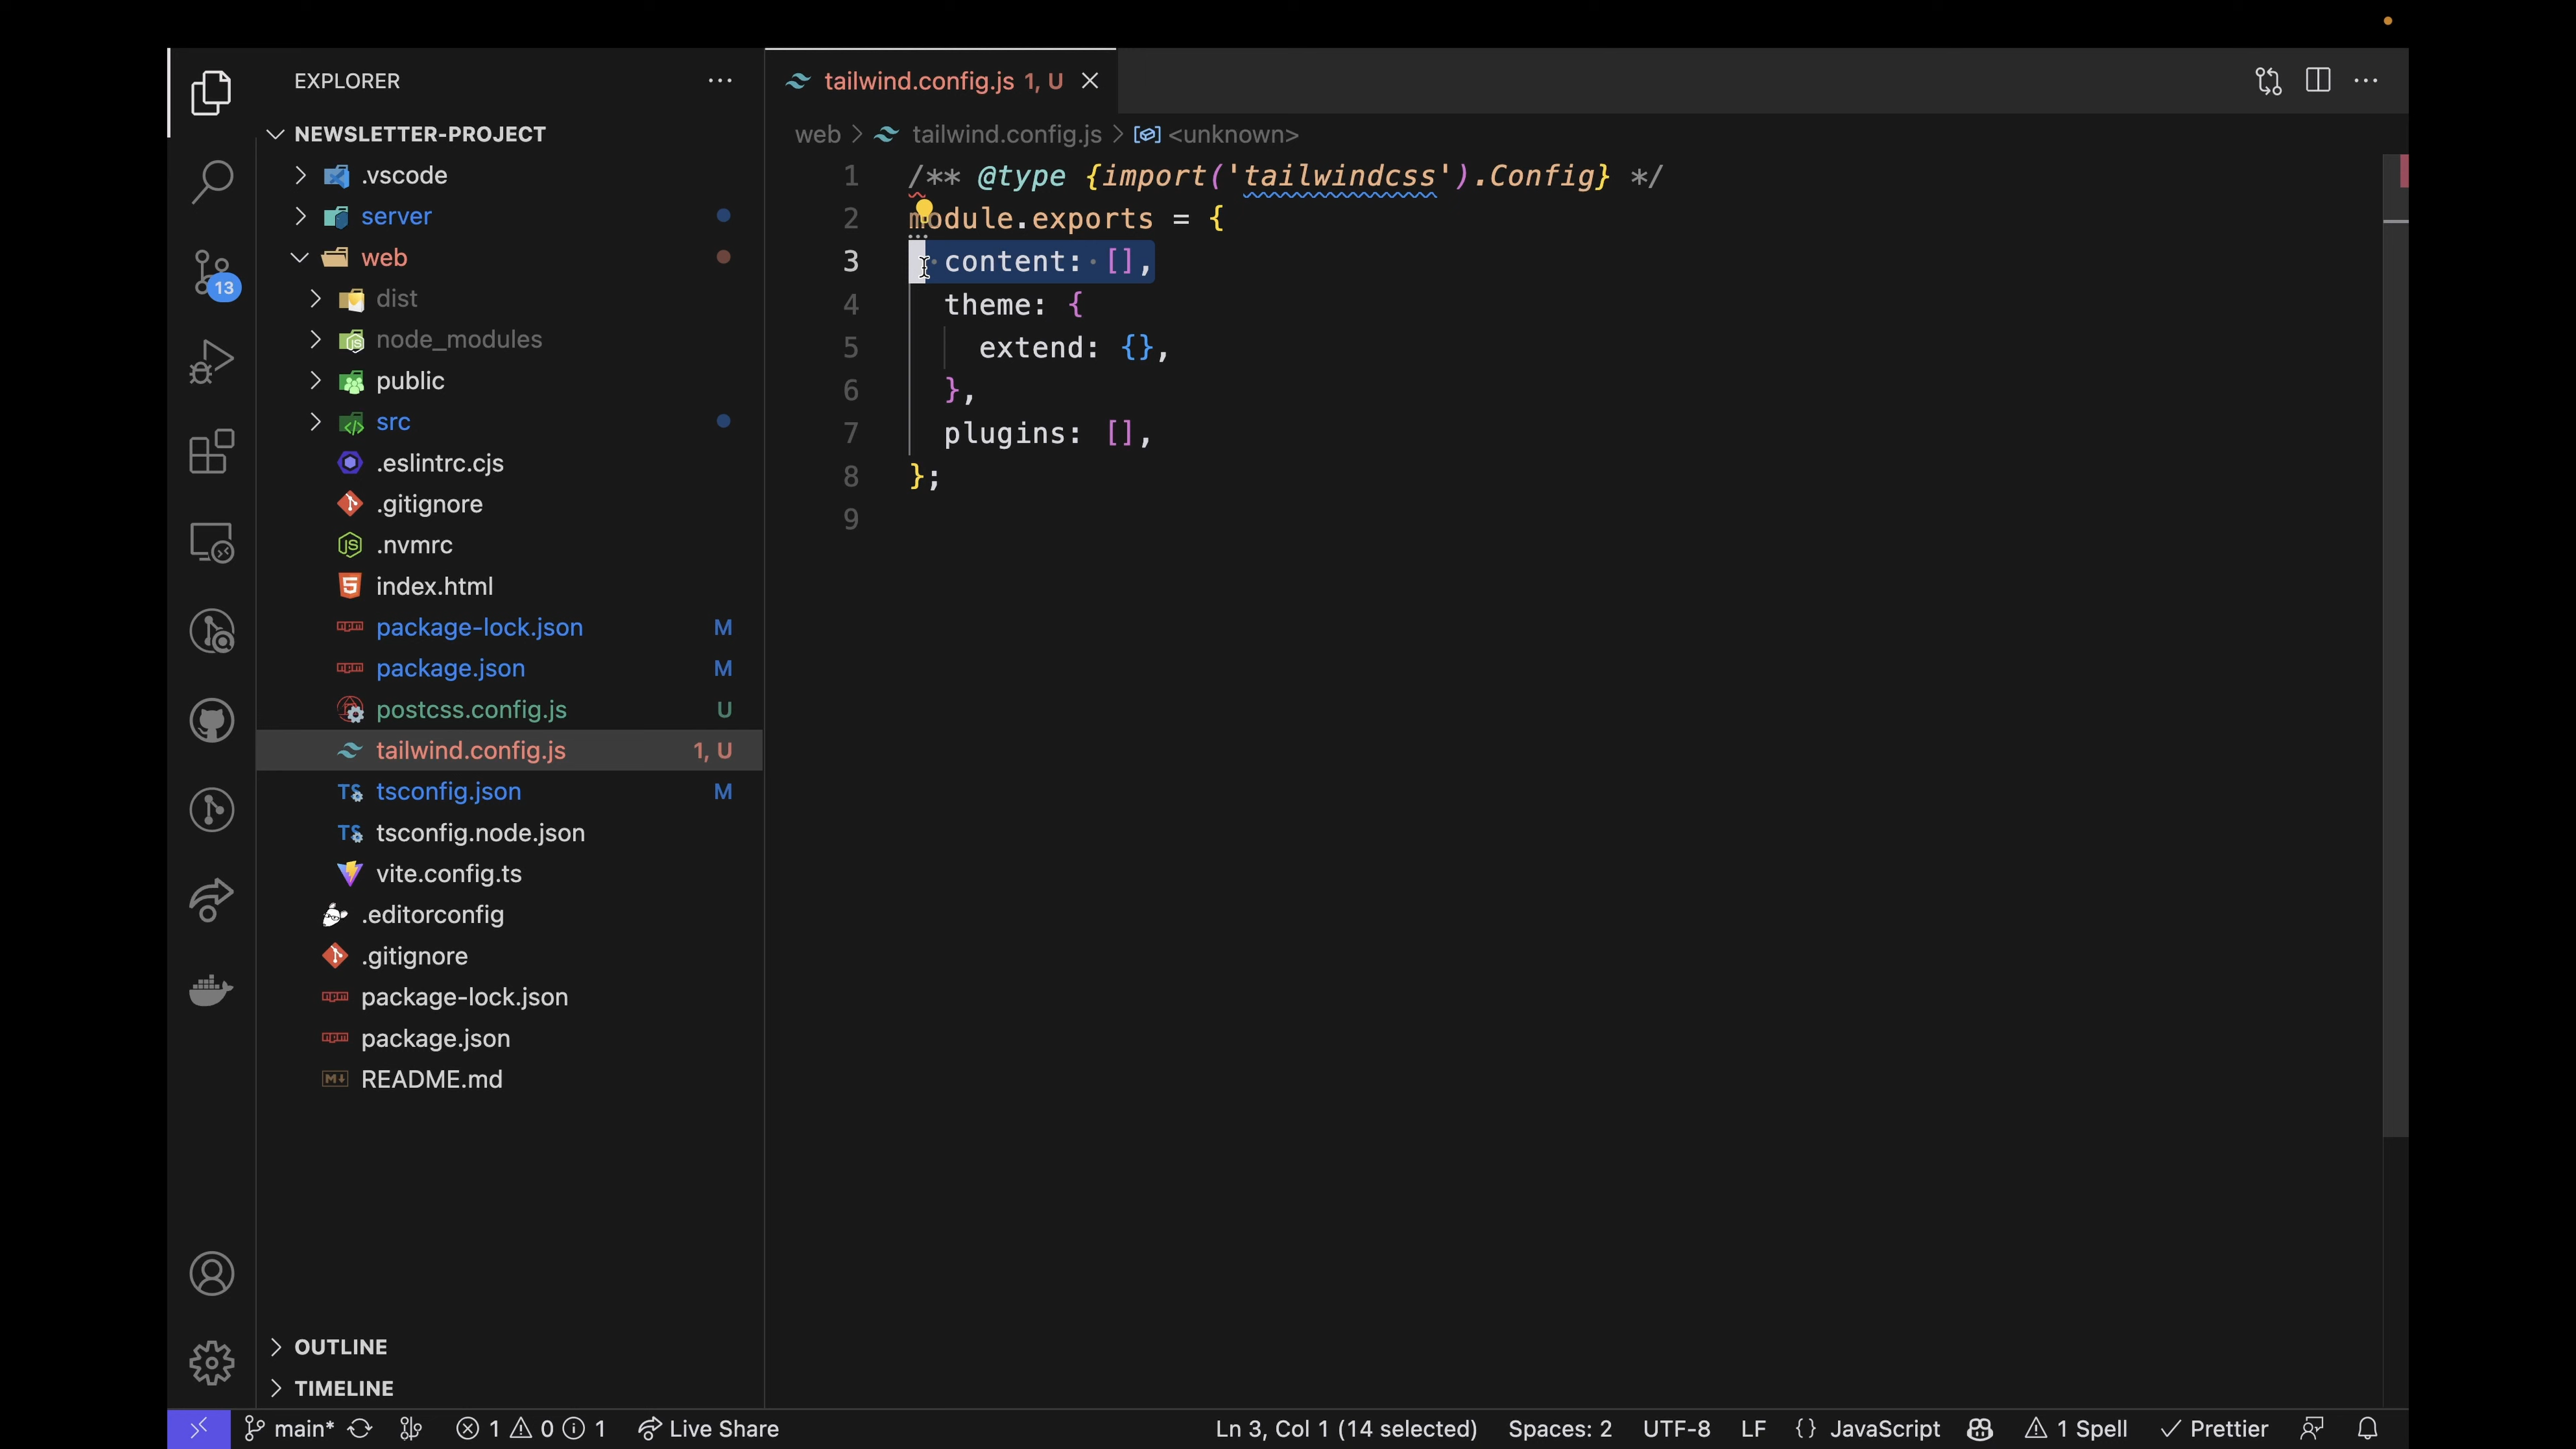 EXPLORER
NEWSLETTER-PROJECT
.vscode
server
web
dist
node_modules
public
src
.eslintrc.cjs
.gitignore
.nvmrc
index.html
package-lock.json M
package.json M
postcss.config.js U
tailwind.config.js 1, U
tsconfig.json M
tsconfig.node.json
vite.config.ts
.editorconfig
.gitignore
package-lock.json
package.json
README.md
OUTLINE
TIMELINE
13
tailwind.config.js 1, U
web > tailwind.config.js > <unknown>
1 /** @type {import('tailwindcss').Config} */
2 module.exports = {
3 content: [],
4 theme: {
5 extend: {},
6 },
7 plugins: [],
8 };
9
main* 1 0 1 Live Share Ln 3, Col 1 (14 selected) Spaces: 2 UTF-8 LF {} JavaScript 1 Spell Prettier